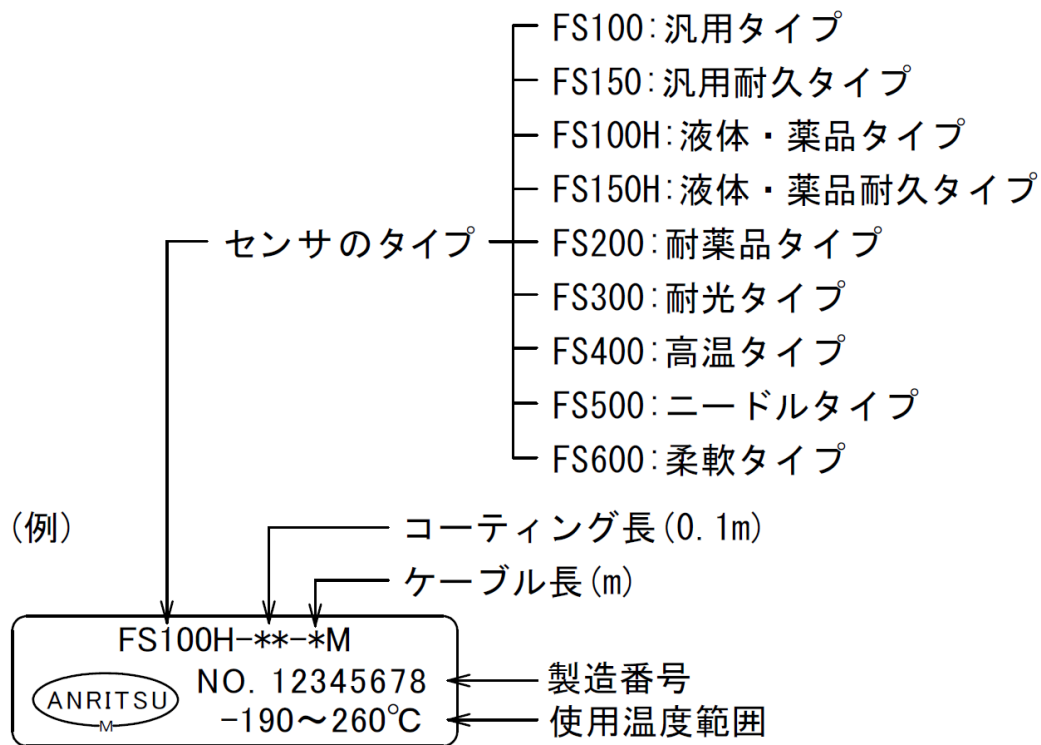 FS100:汎用タイプ
FS150:汎用耐久タイプ
FS100H:液体・薬品タイプ
FS150H:液体・薬品耐久タイプ
センサのタイプ
FS200:耐薬品タイプ
FS300:耐光タイプ
FS400:高温タイプ
FS500:ニードルタイプ
FS600:柔軟タイプ
(例)
コーティング長(0.1m)
ケーブル長(m)
FS100H-**-*M
ANRITSU
M
NO. 12345678
製造番号
-190～260℃
使用温度範囲